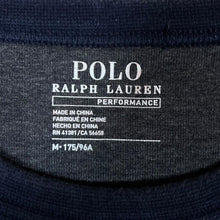 POLO
RALPH LAUREN
PERFORMANCE
MADE IN CHINA
FABRIQUÉ EN CHINE
HECHO EN CHINA
RN 41381/CA 56658
M•175/96A